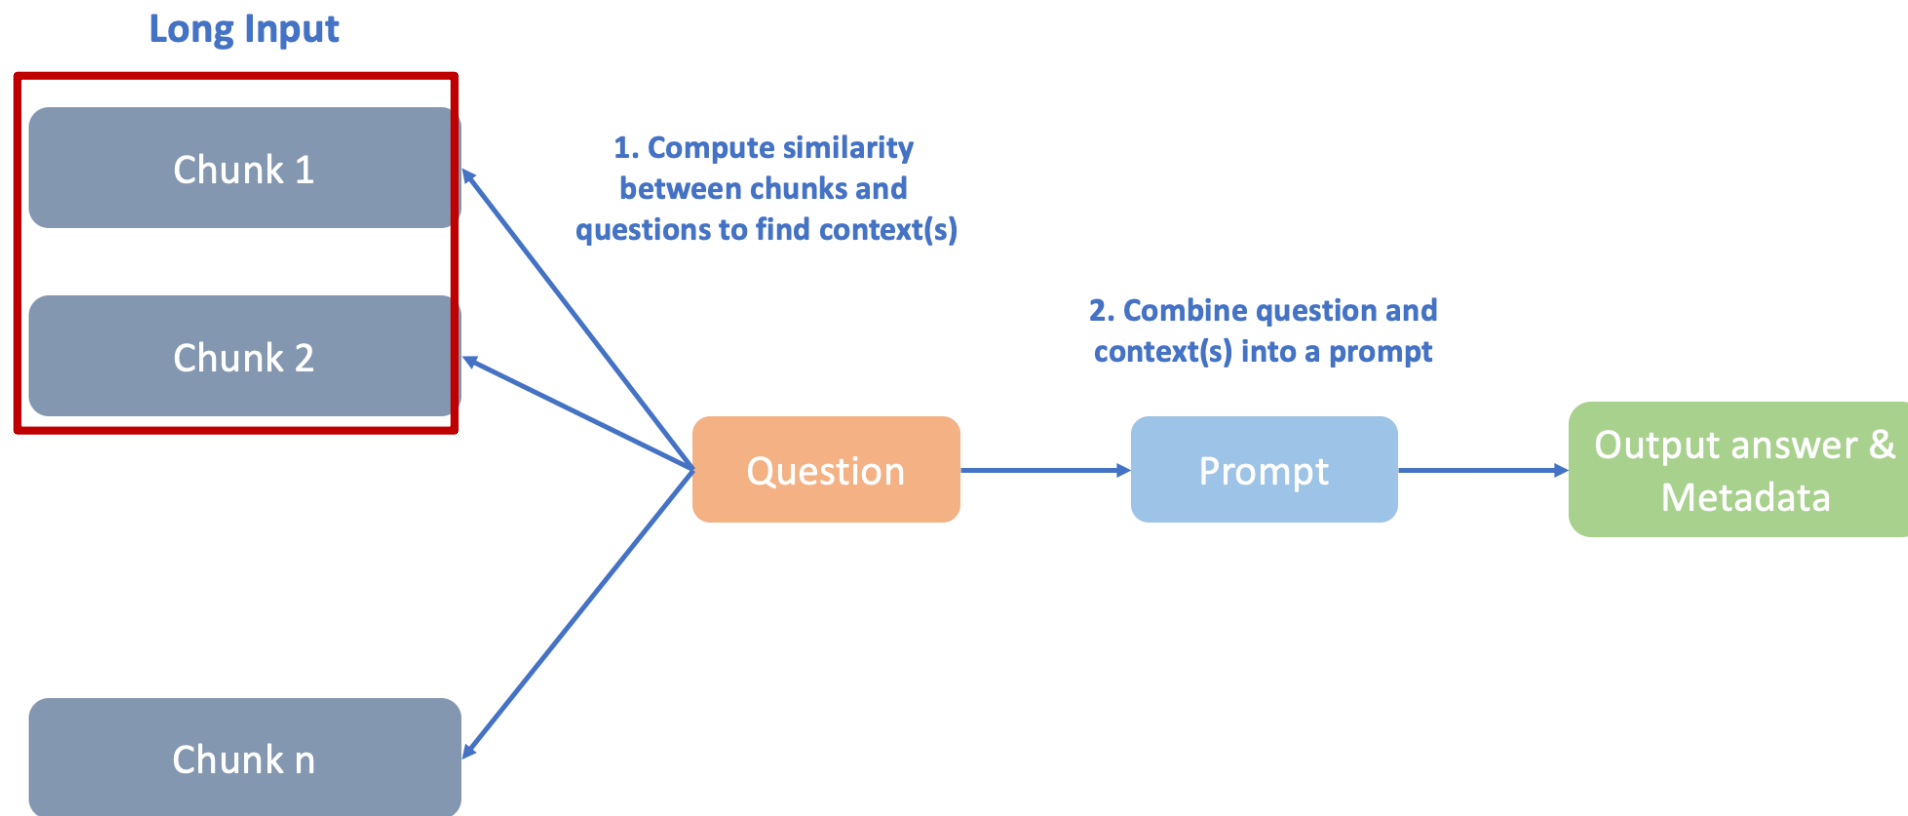 Long Input
Chunk 1
1. Compute similarity
between chunks and
questions to find context(s)
Chunk 2
2. Combine question and
context(s) into a prompt
Question
Prompt
Output answer &
Metadata
Chunk n